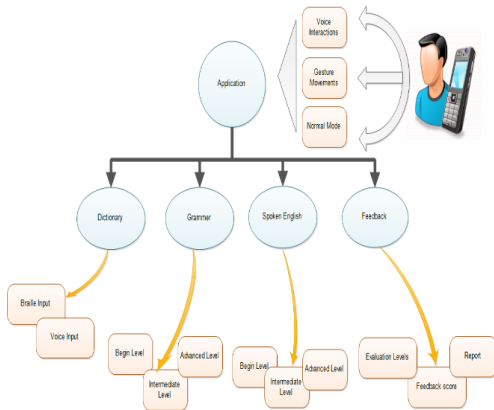 Voice
Interactions
Application
Gesture
Movements
Normal Mode
Dictionary
Grammer
Spoken English
Feedback
Braille Input
Voice Input
Begin Level
Advanced Level
Intermediate
Level
Begin Level
Advanced Level
Intermediate
Level
Evaluation Levels
Report
Feedback score